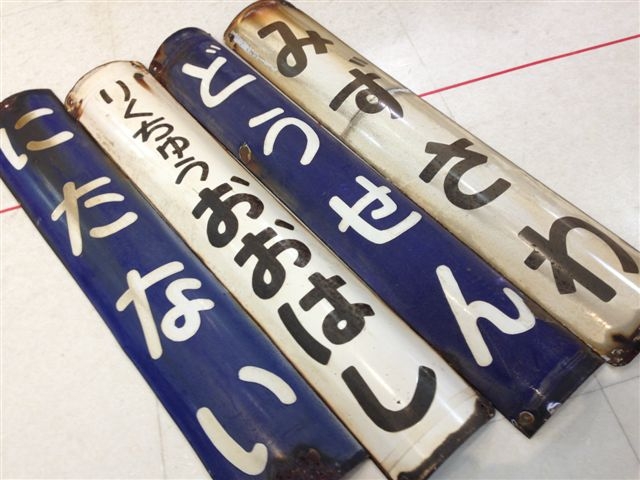 にたない
りくちゅうおおはし
どうせん
みずさわ